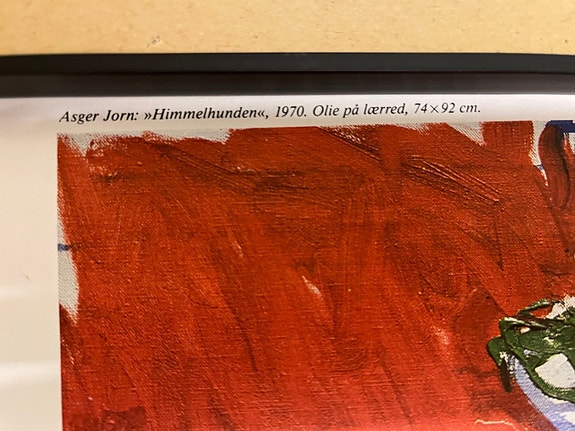 Asger Jorn: »Himmelhunden«, 1970. Olie på lærred, 74×92 cm.